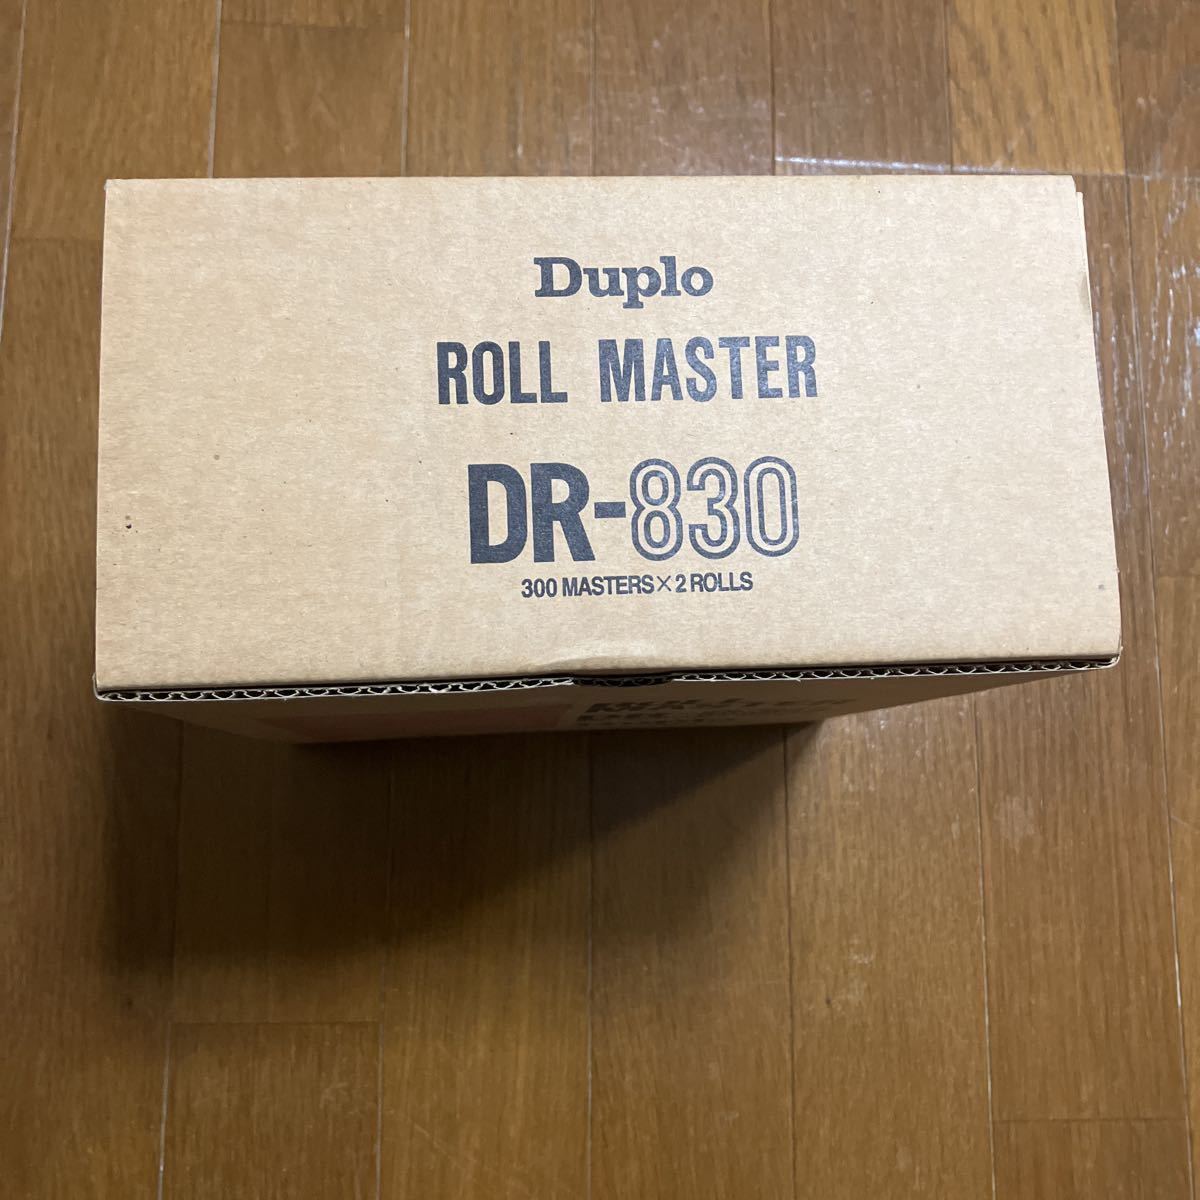 Duplo
ROLL MASTER
DR-830
300 MASTERS×2 ROLLS